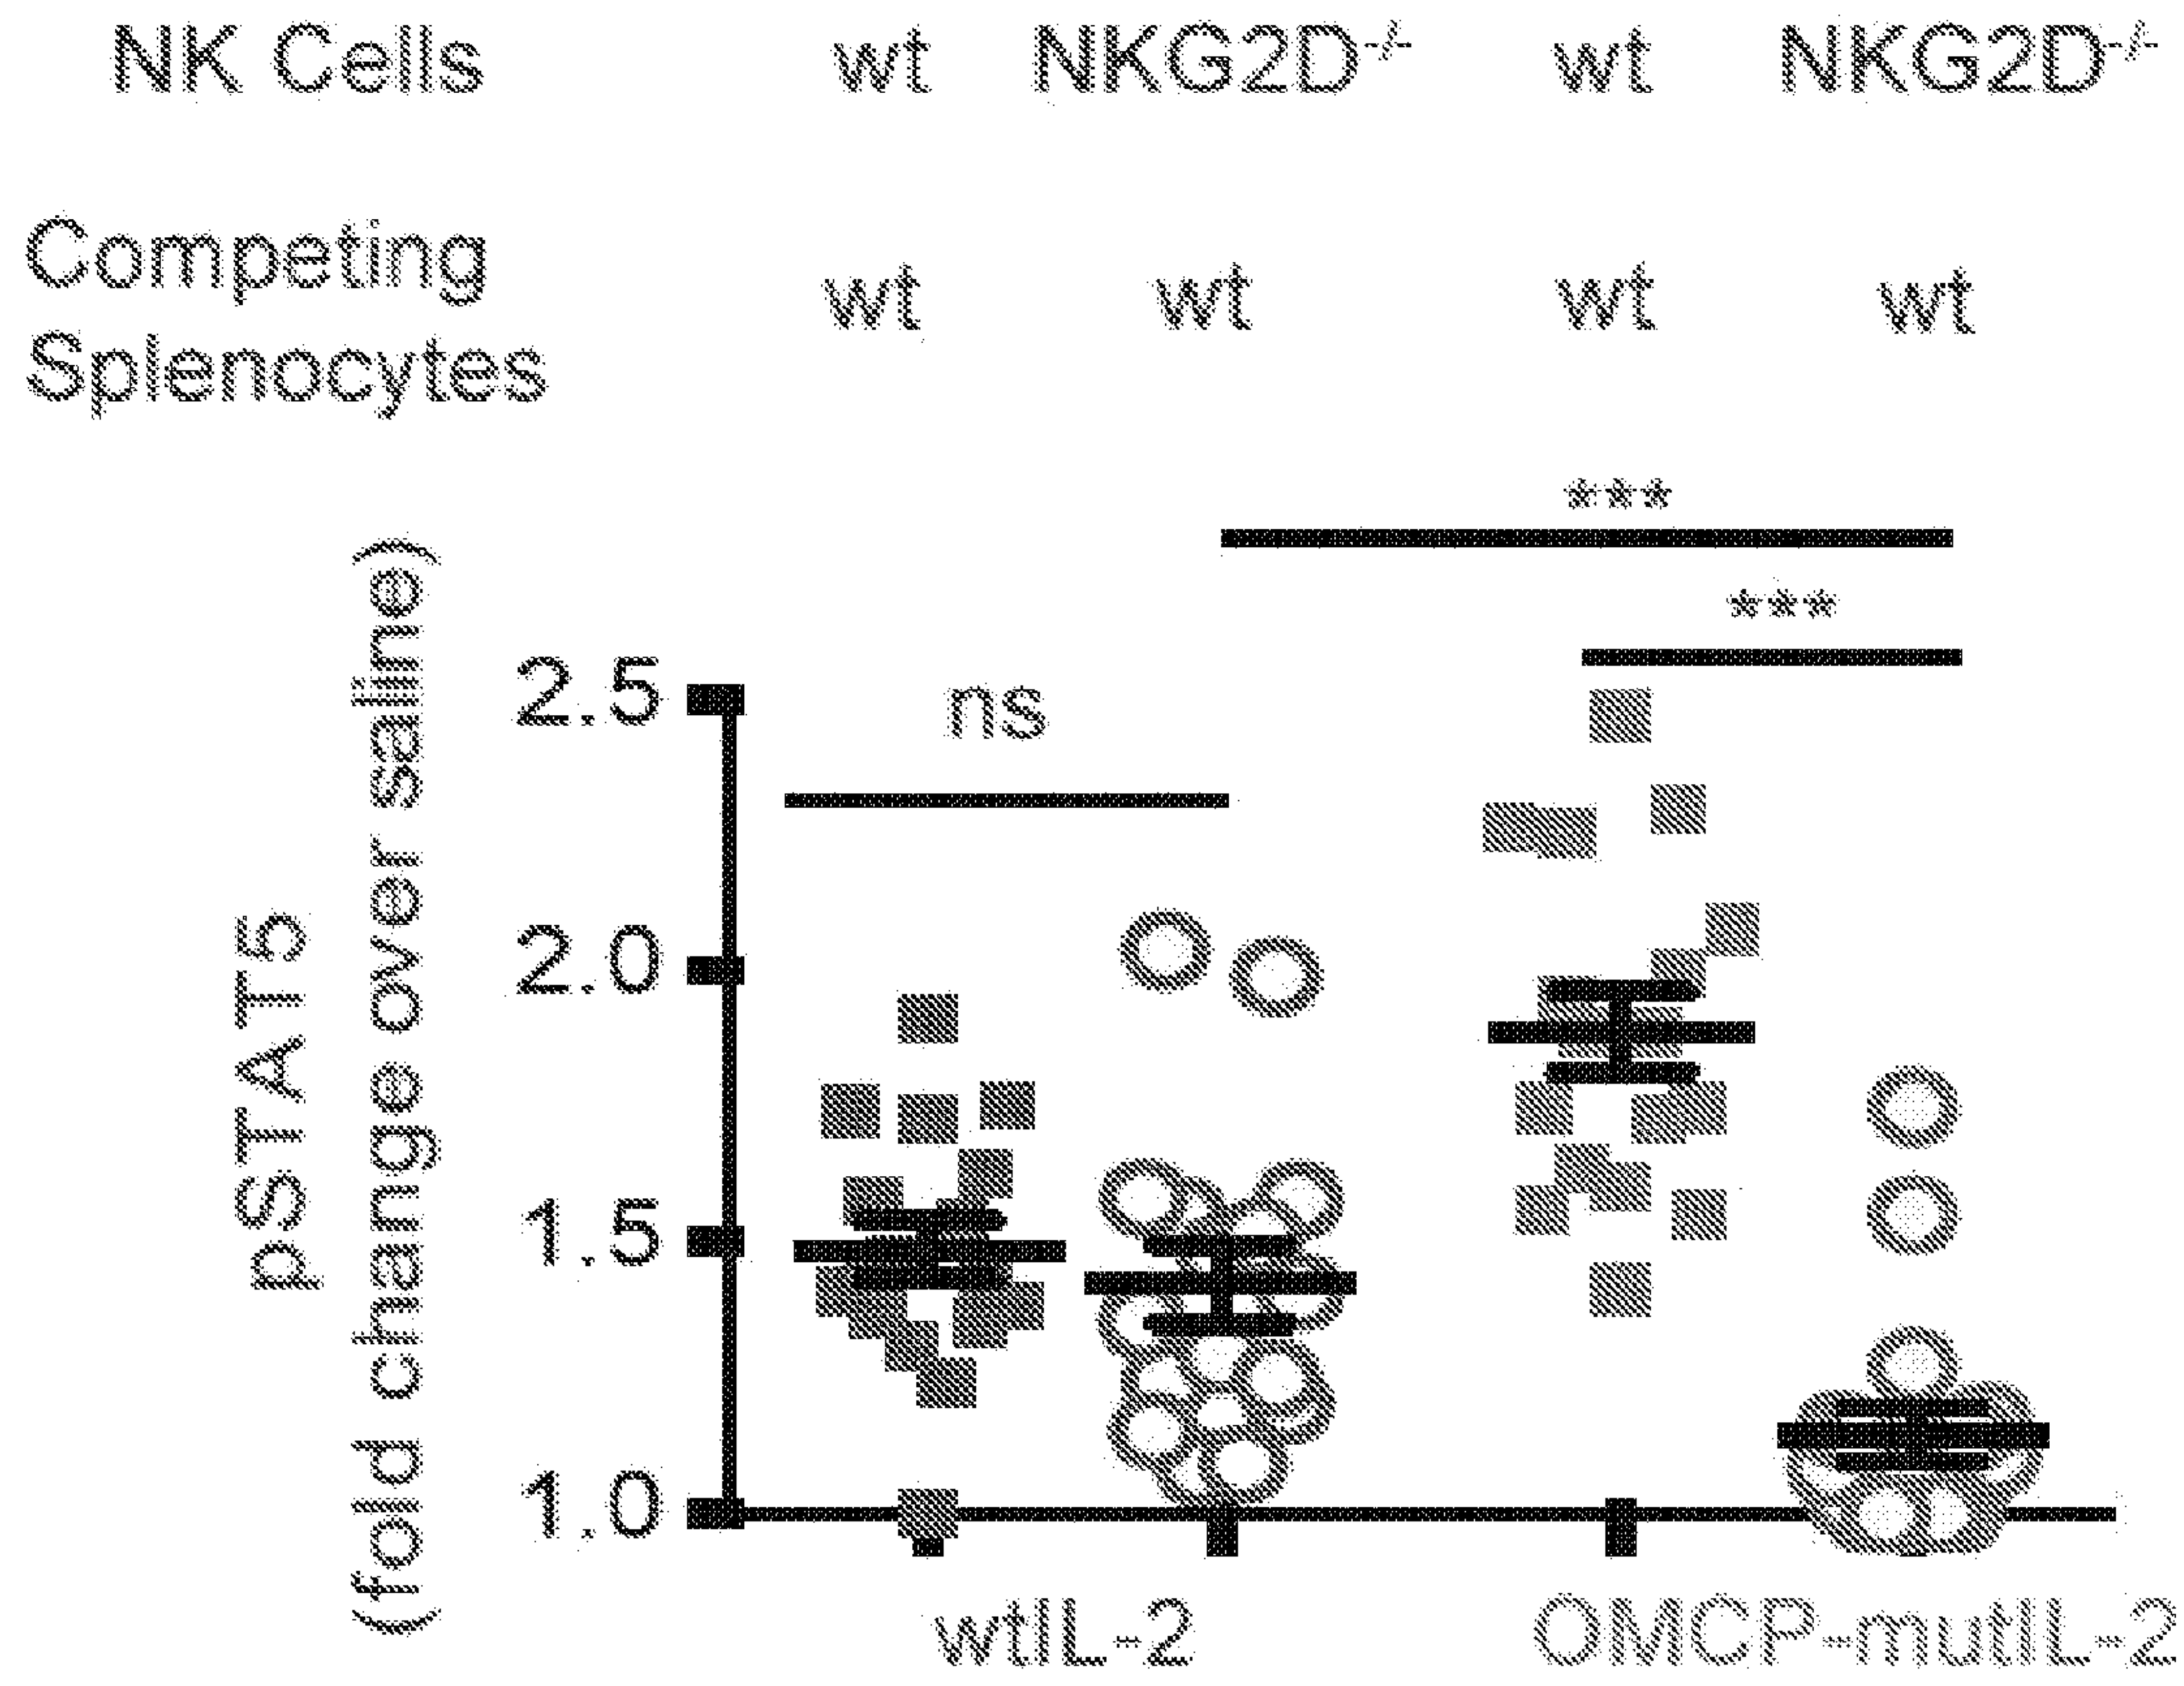 NK Cells wt NKG2D-/- wt NKG2D-/-
Competing
Splenocytes wt wt wt wt
***
***
ns
pSTAT5
(fold change over saline)
2.5
2.0
1.5
1.0
wtIL-2 OMCP-mutIL-2